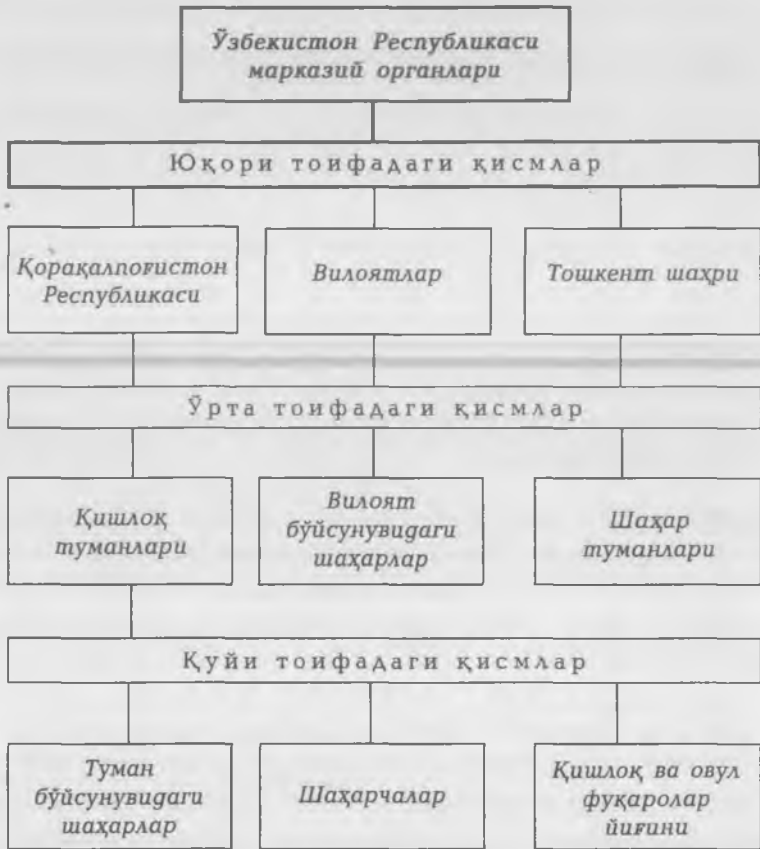 Ўзбекистон Республикаси
марказий органлари
Юқори тоифадаги қисмлар
Қорақалпоғистон
Республикаси
Вилоятлар
Тошкент шаҳри
Ўрта тоифадаги қисмлар
Қишлоқ
туманлари
Вилоят
бўйсунувидаги
шаҳарлар
Шаҳар
туманлари
Қуйи тоифадаги қисмлар
Туман
бўйсунувидаги
шаҳарлар
Шаҳарчалар
Қишлоқ ва овул
фуқаролар
йиғини